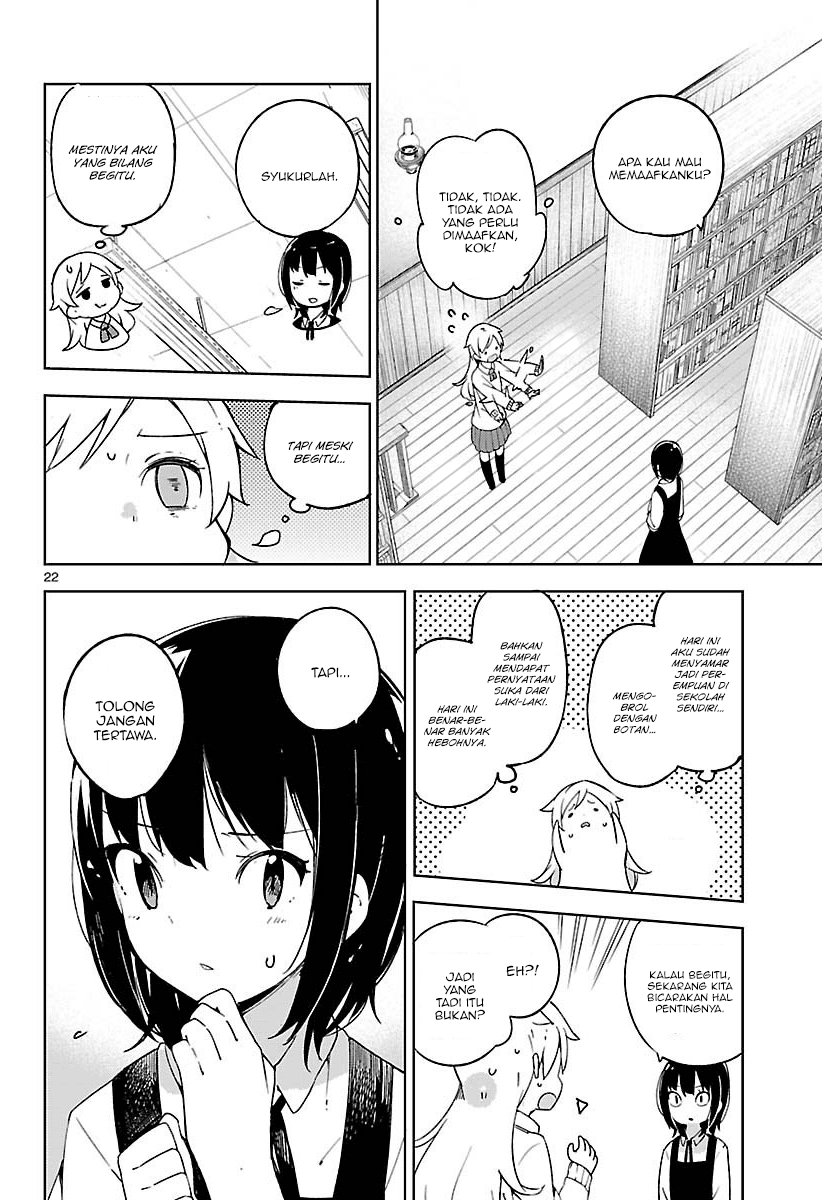 APA KAU MAU
MEMAAFKANKU?
TIDAK, TIDAK.
TIDAK ADA
YANG PERLU
DIMAAFKAN,
KOK!
SYUKURLAH.
MESTINYA AKU
YANG BILANG
BEGITU.
TAPI MESKI
BEGITU...
22
HARI INI
AKU SUDAH
MENYAMAR
JADI PER-
EMPUAN DI
SEKOLAH
SENDIRI...
MENGO-
BROL
DENGAN
BOTAN...
BAHKAN
SAMPAI
MENDAPAT
PERNYATAAN
SUKA DARI
LAKI-LAKI.
HARI INI
BENAR-BE-
NAR BANYAK
HEBOHNYA.
KALAU BEGITU,
SEKARANG KITA
BICARAKAN HAL
PENTINGNYA.
EH?!
JADI
YANG
TADI ITU
BUKAN?
TAPI...
TOLONG
JANGAN
TERTAWA.